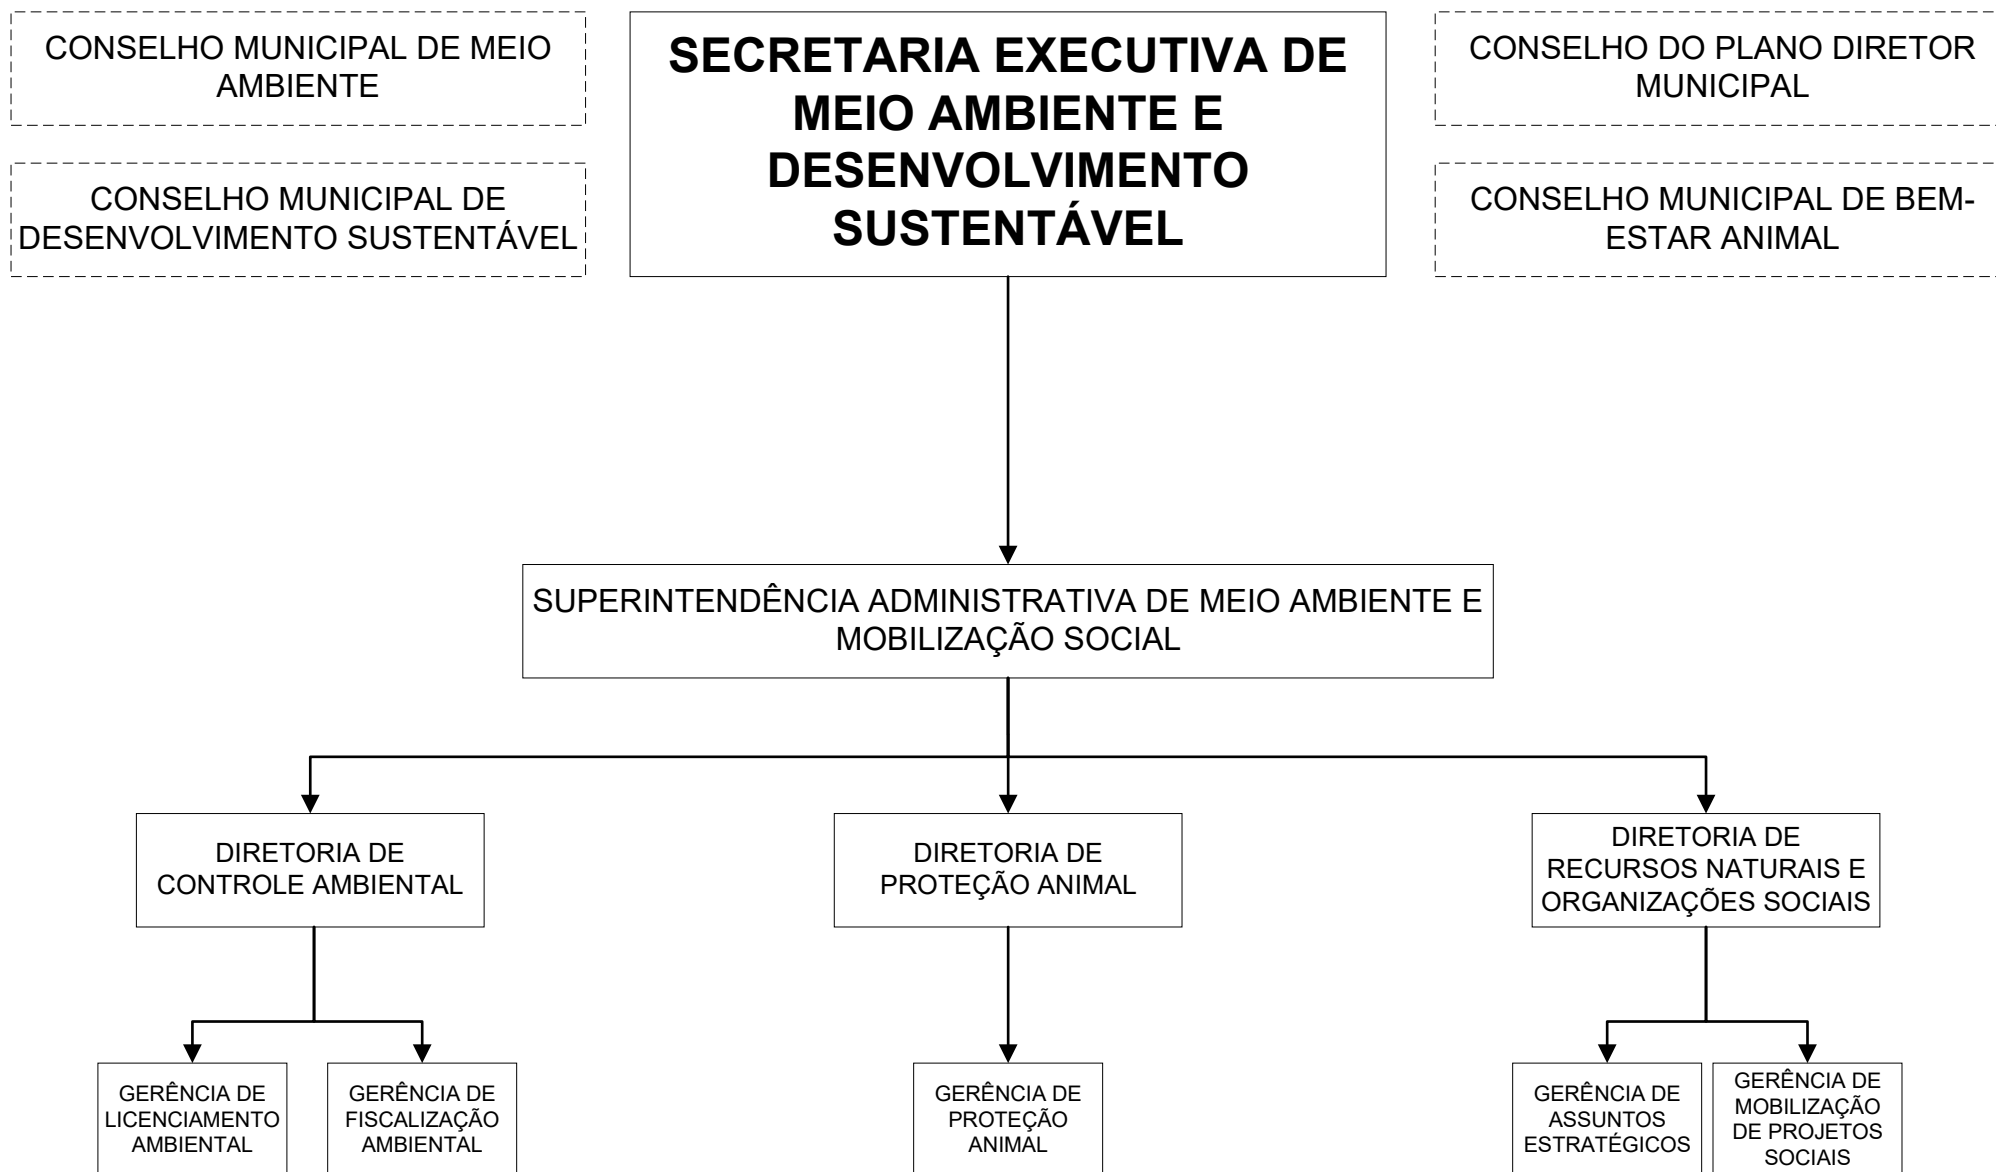 CONSELHO MUNICIPAL DE MEIO
AMBIENTE
CONSELHO MUNICIPAL DE
DESENVOLVIMENTO SUSTENTÁVEL
SECRETARIA EXECUTIVA DE
MEIO AMBIENTE E
DESENVOLVIMENTO
SUSTENTÁVEL
CONSELHO DO PLANO DIRETOR
MUNICIPAL
CONSELHO MUNICIPAL DE BEM-
ESTAR ANIMAL
SUPERINTENDÊNCIA ADMINISTRATIVA DE MEIO AMBIENTE E
MOBILIZAÇÃO SOCIAL
DIRETORIA DE
CONTROLE AMBIENTAL
DIRETORIA DE
PROTEÇÃO ANIMAL
DIRETORIA DE
RECURSOS NATURAIS E
ORGANIZAÇÕES SOCIAIS
GERÊNCIA DE
LICENCIAMENTO
AMBIENTAL
GERÊNCIA DE
FISCALIZAÇÃO
AMBIENTAL
GERÊNCIA DE
PROTEÇÃO
ANIMAL
GERÊNCIA DE
ASSUNTOS
ESTRATÉGICOS
GERÊNCIA DE
MOBILIZAÇÃO
DE PROJETOS
SOCIAIS